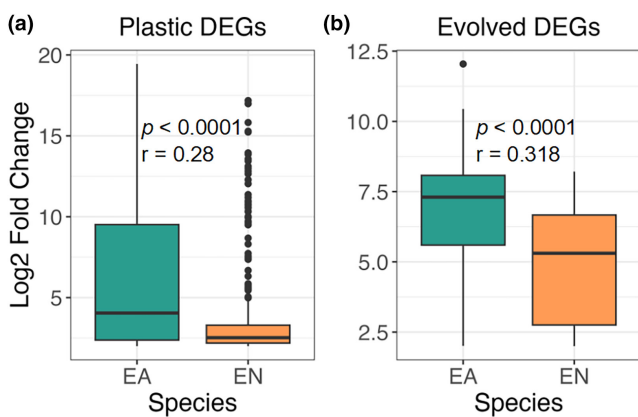 (a) Plastic DEGs
Log2 Fold Change
20
15
10
5
p < 0.0001
r = 0.28
EA EN
Species
(b) Evolved DEGs
12.5
10.0
7.5
5.0
2.5
p < 0.0001
r = 0.318
EA EN
Species